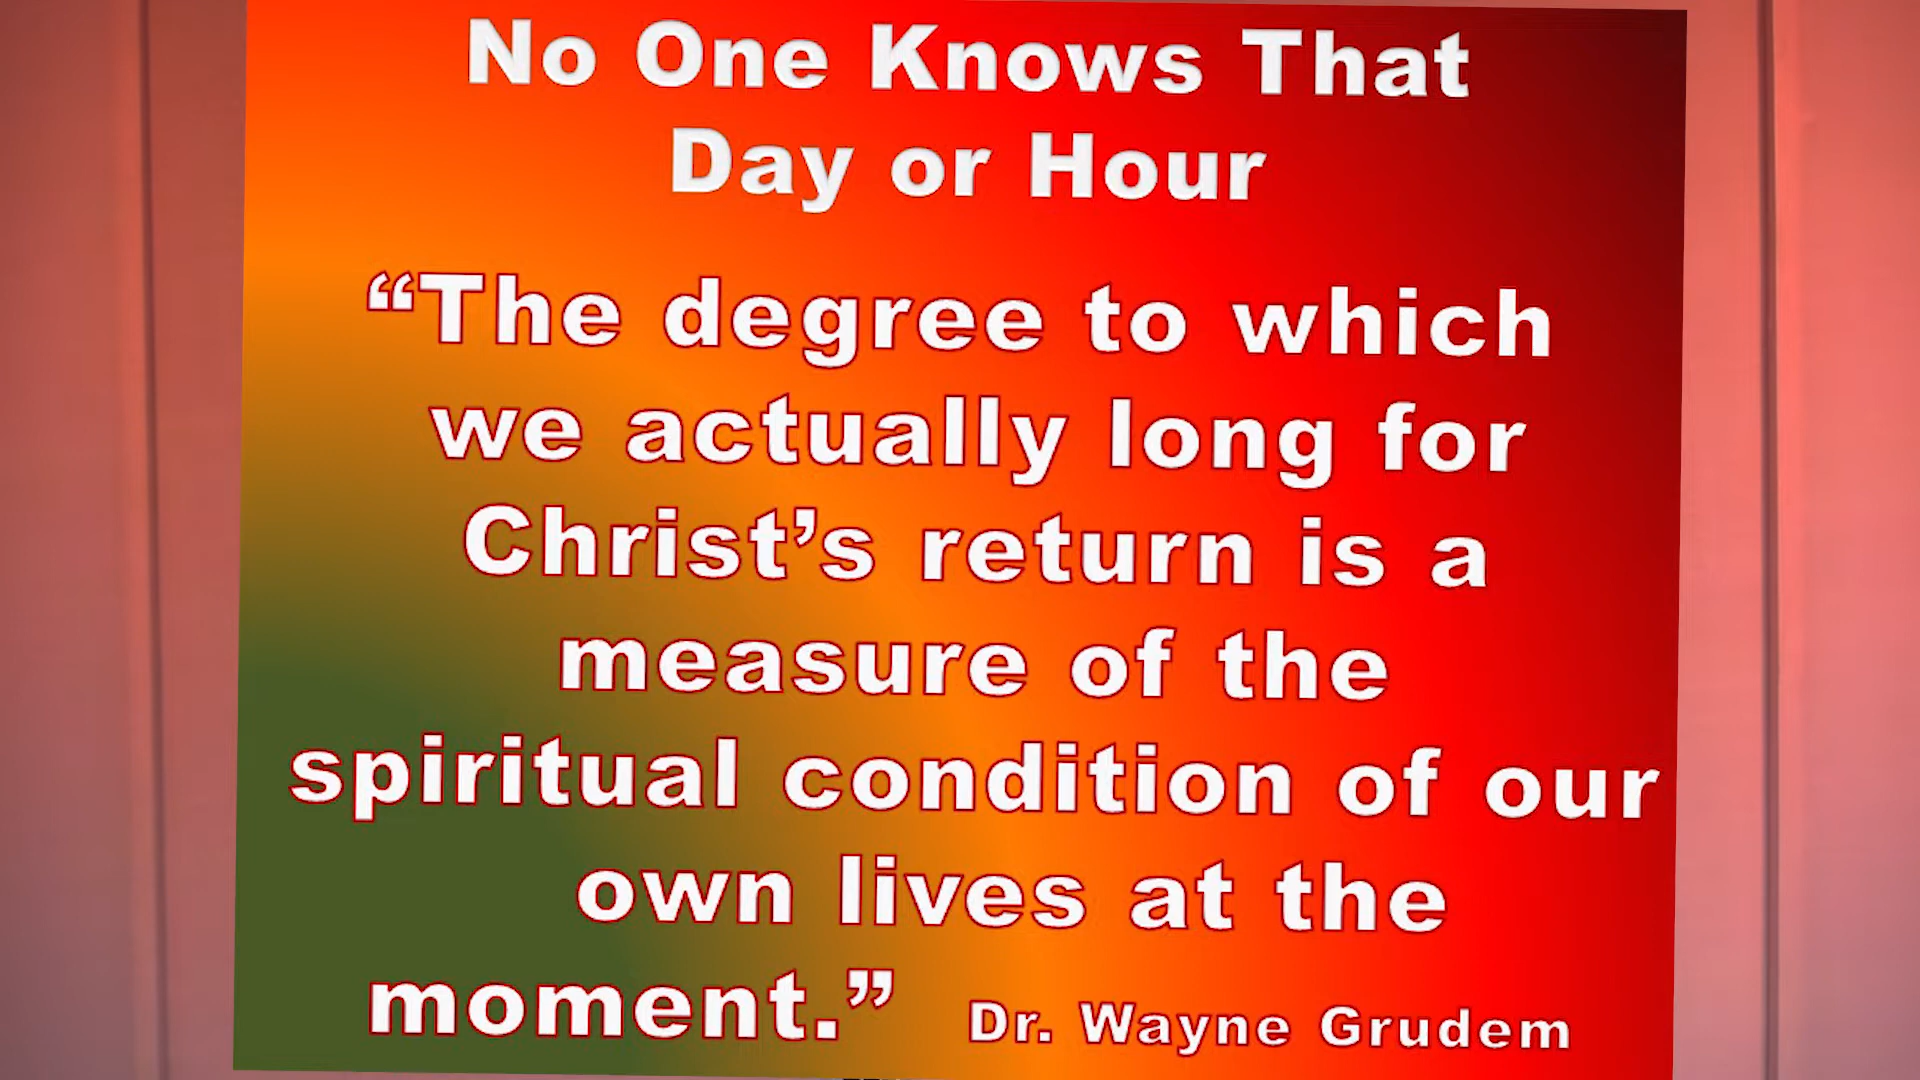 No One Knows That
Day or Hour
“The degree to which
we actually long for
Christ’s return is a
measure of the
spiritual condition of our
own lives at the
moment.” Dr. Wayne Grudem